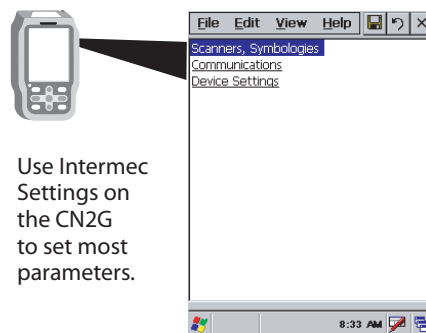 File Edit View Help
Scanners, Symbologies
Communications
Device Settings
8:33 AM
Use Intermec
Settings on
the CN2G
to set most
parameters.